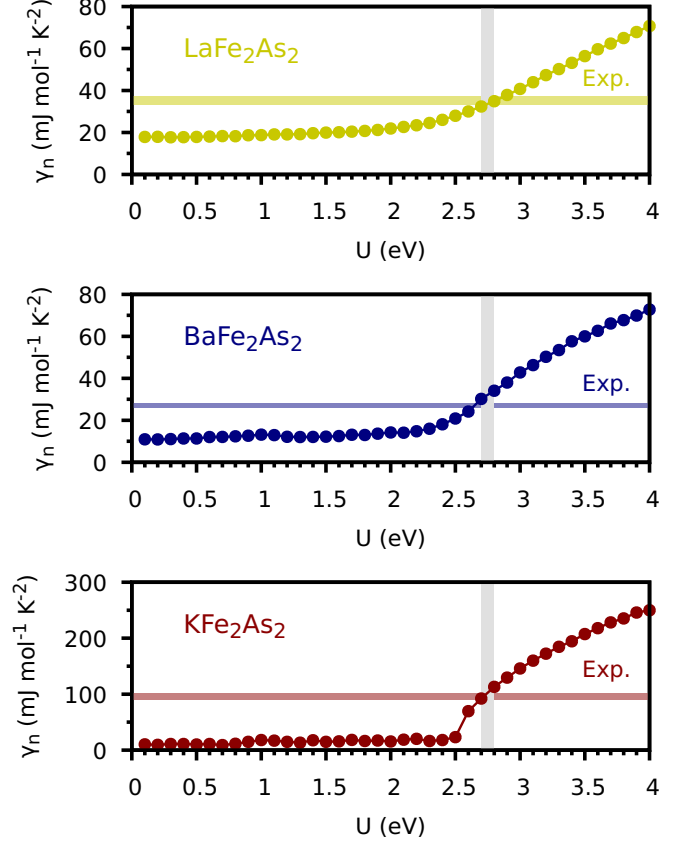 80
60
40
20
0
γn (mJ mol-1 K-2)
LaFe2As2
Exp.
0 0.5 1 1.5 2 2.5 3 3.5 4
U (eV)
80
60
40
20
0
γn (mJ mol-1 K-2)
BaFe2As2
Exp.
0 0.5 1 1.5 2 2.5 3 3.5 4
U (eV)
300
200
100
0
γn (mJ mol-1 K-2)
KFe2As2
Exp.
0 0.5 1 1.5 2 2.5 3 3.5 4
U (eV)